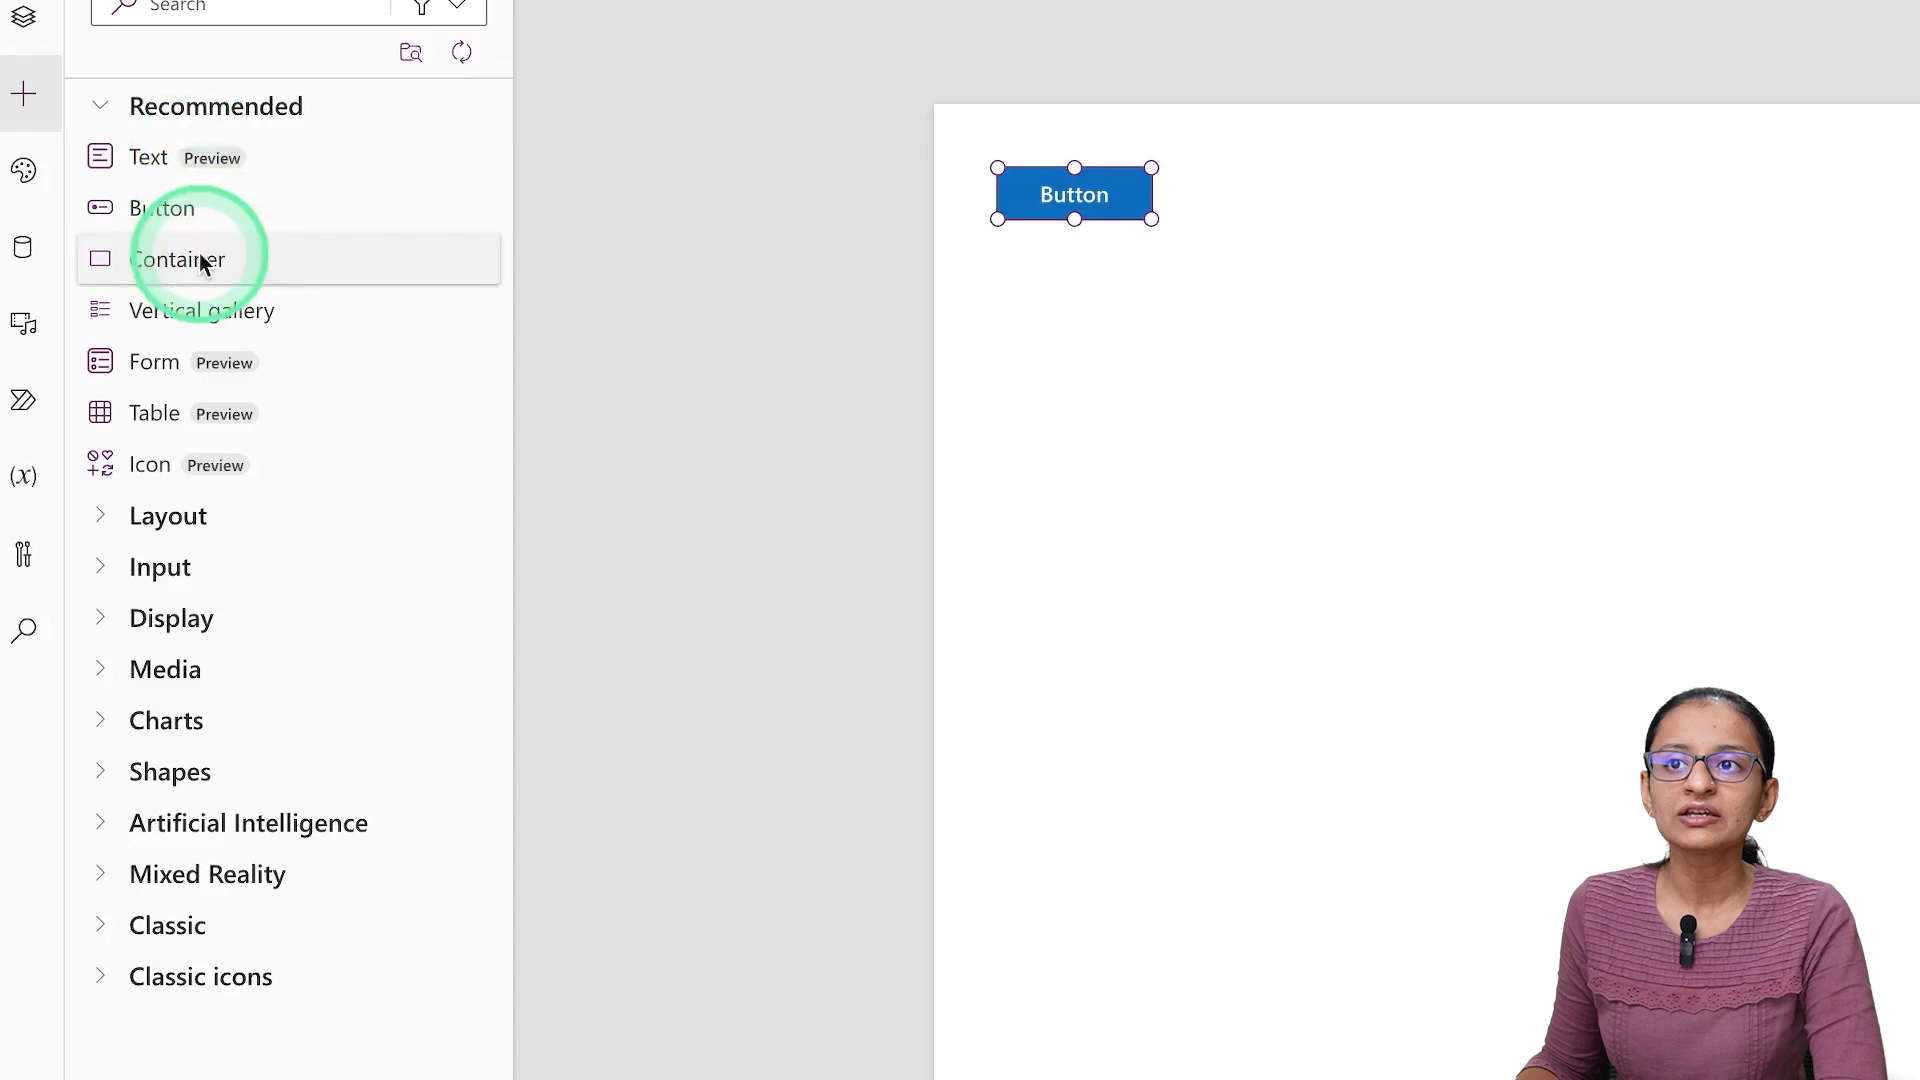 Search
Recommended
Text Preview
Button
Container
Vertical gallery
Form Preview
Table Preview
Icon Preview
Layout
Input
Display
Media
Charts
Shapes
Artificial Intelligence
Mixed Reality
Classic
Classic icons
(x)
Button